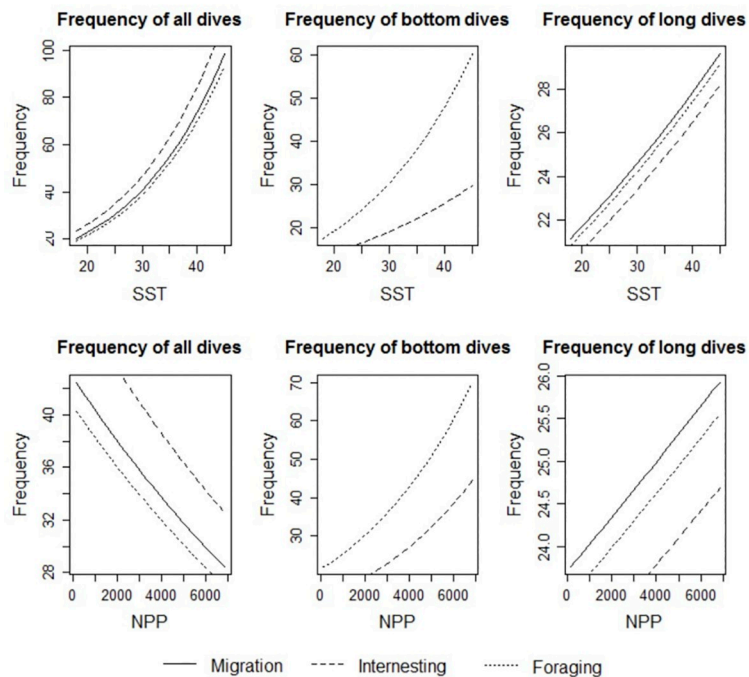 Frequency of all dives
Frequency of bottom dives
Frequency of long dives
Frequency
100
80
60
40
20
20
30
40
SST
Frequency
60
50
40
30
20
20
30
40
SST
Frequency
28
26
24
22
20
30
40
SST
Frequency of all dives
Frequency of bottom dives
Frequency of long dives
Frequency
40
36
32
28
0
2000
4000
6000
NPP
Frequency
70
60
50
40
30
0
2000
4000
6000
NPP
Frequency
26.0
25.5
25.0
24.5
24.0
0
2000
4000
6000
NPP
Migration
Internesting
Foraging